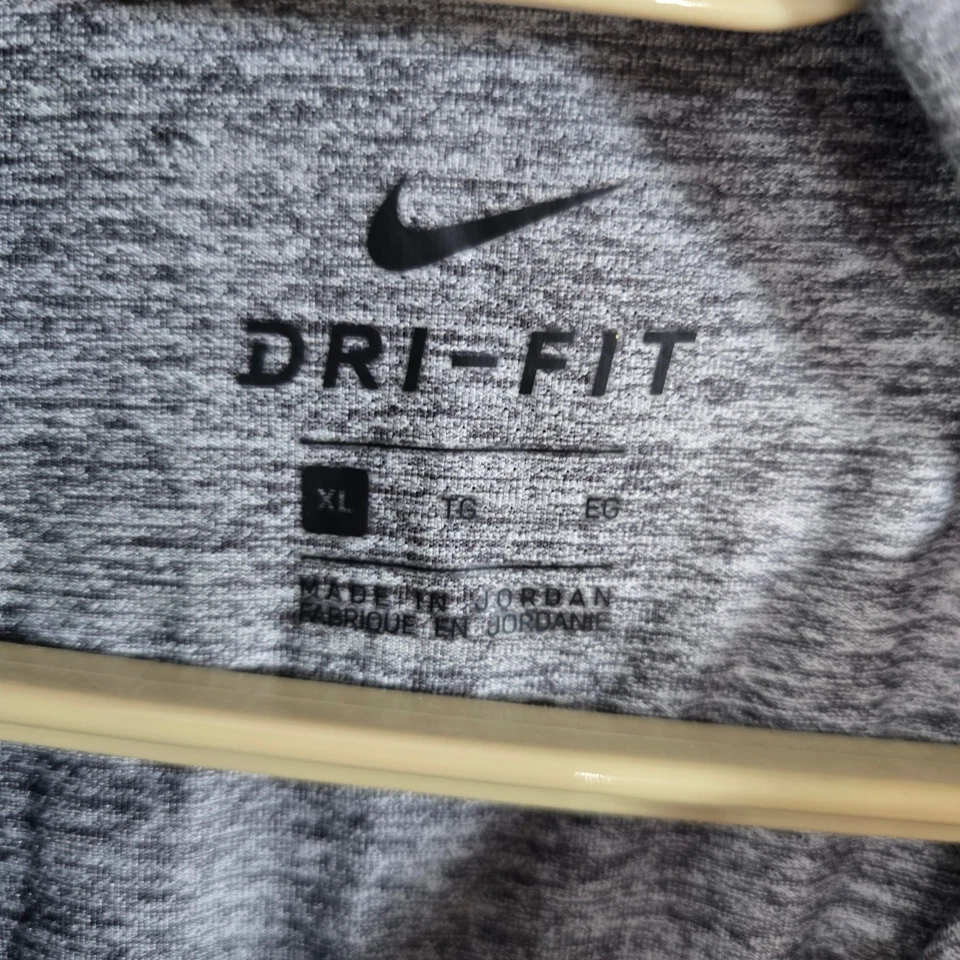 DRI-FIT
XL TG EG
MADE IN JORDAN
FABRIQUE EN JORDANIE